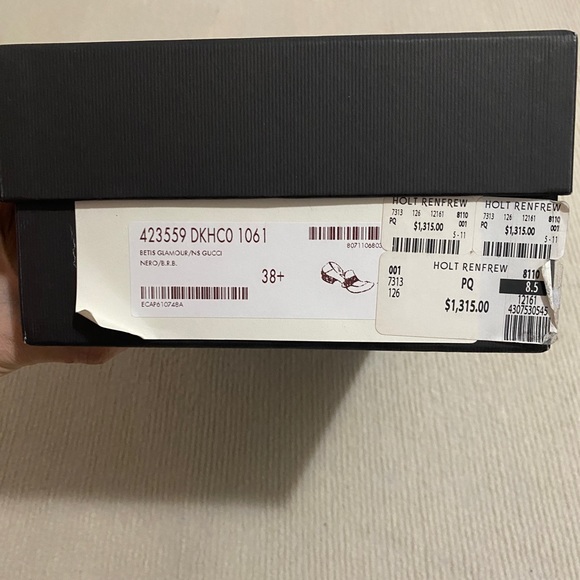 423559 DKHC0 1061
BETIS GLAMOUR/NS GUCCI
NERO/B.R.B.
38+
ECAP610748A
8071106803
HOLT RENFREW
7313 126 12161 8110
$1,315.00 001
5 - 11
HOLT RENFREW
7313 126 12161 8110
$1,315.00 001
5 - 11
001 HOLT RENFREW 8110
7313 PQ 8.5
126 $1,315.00 12161
4307530545